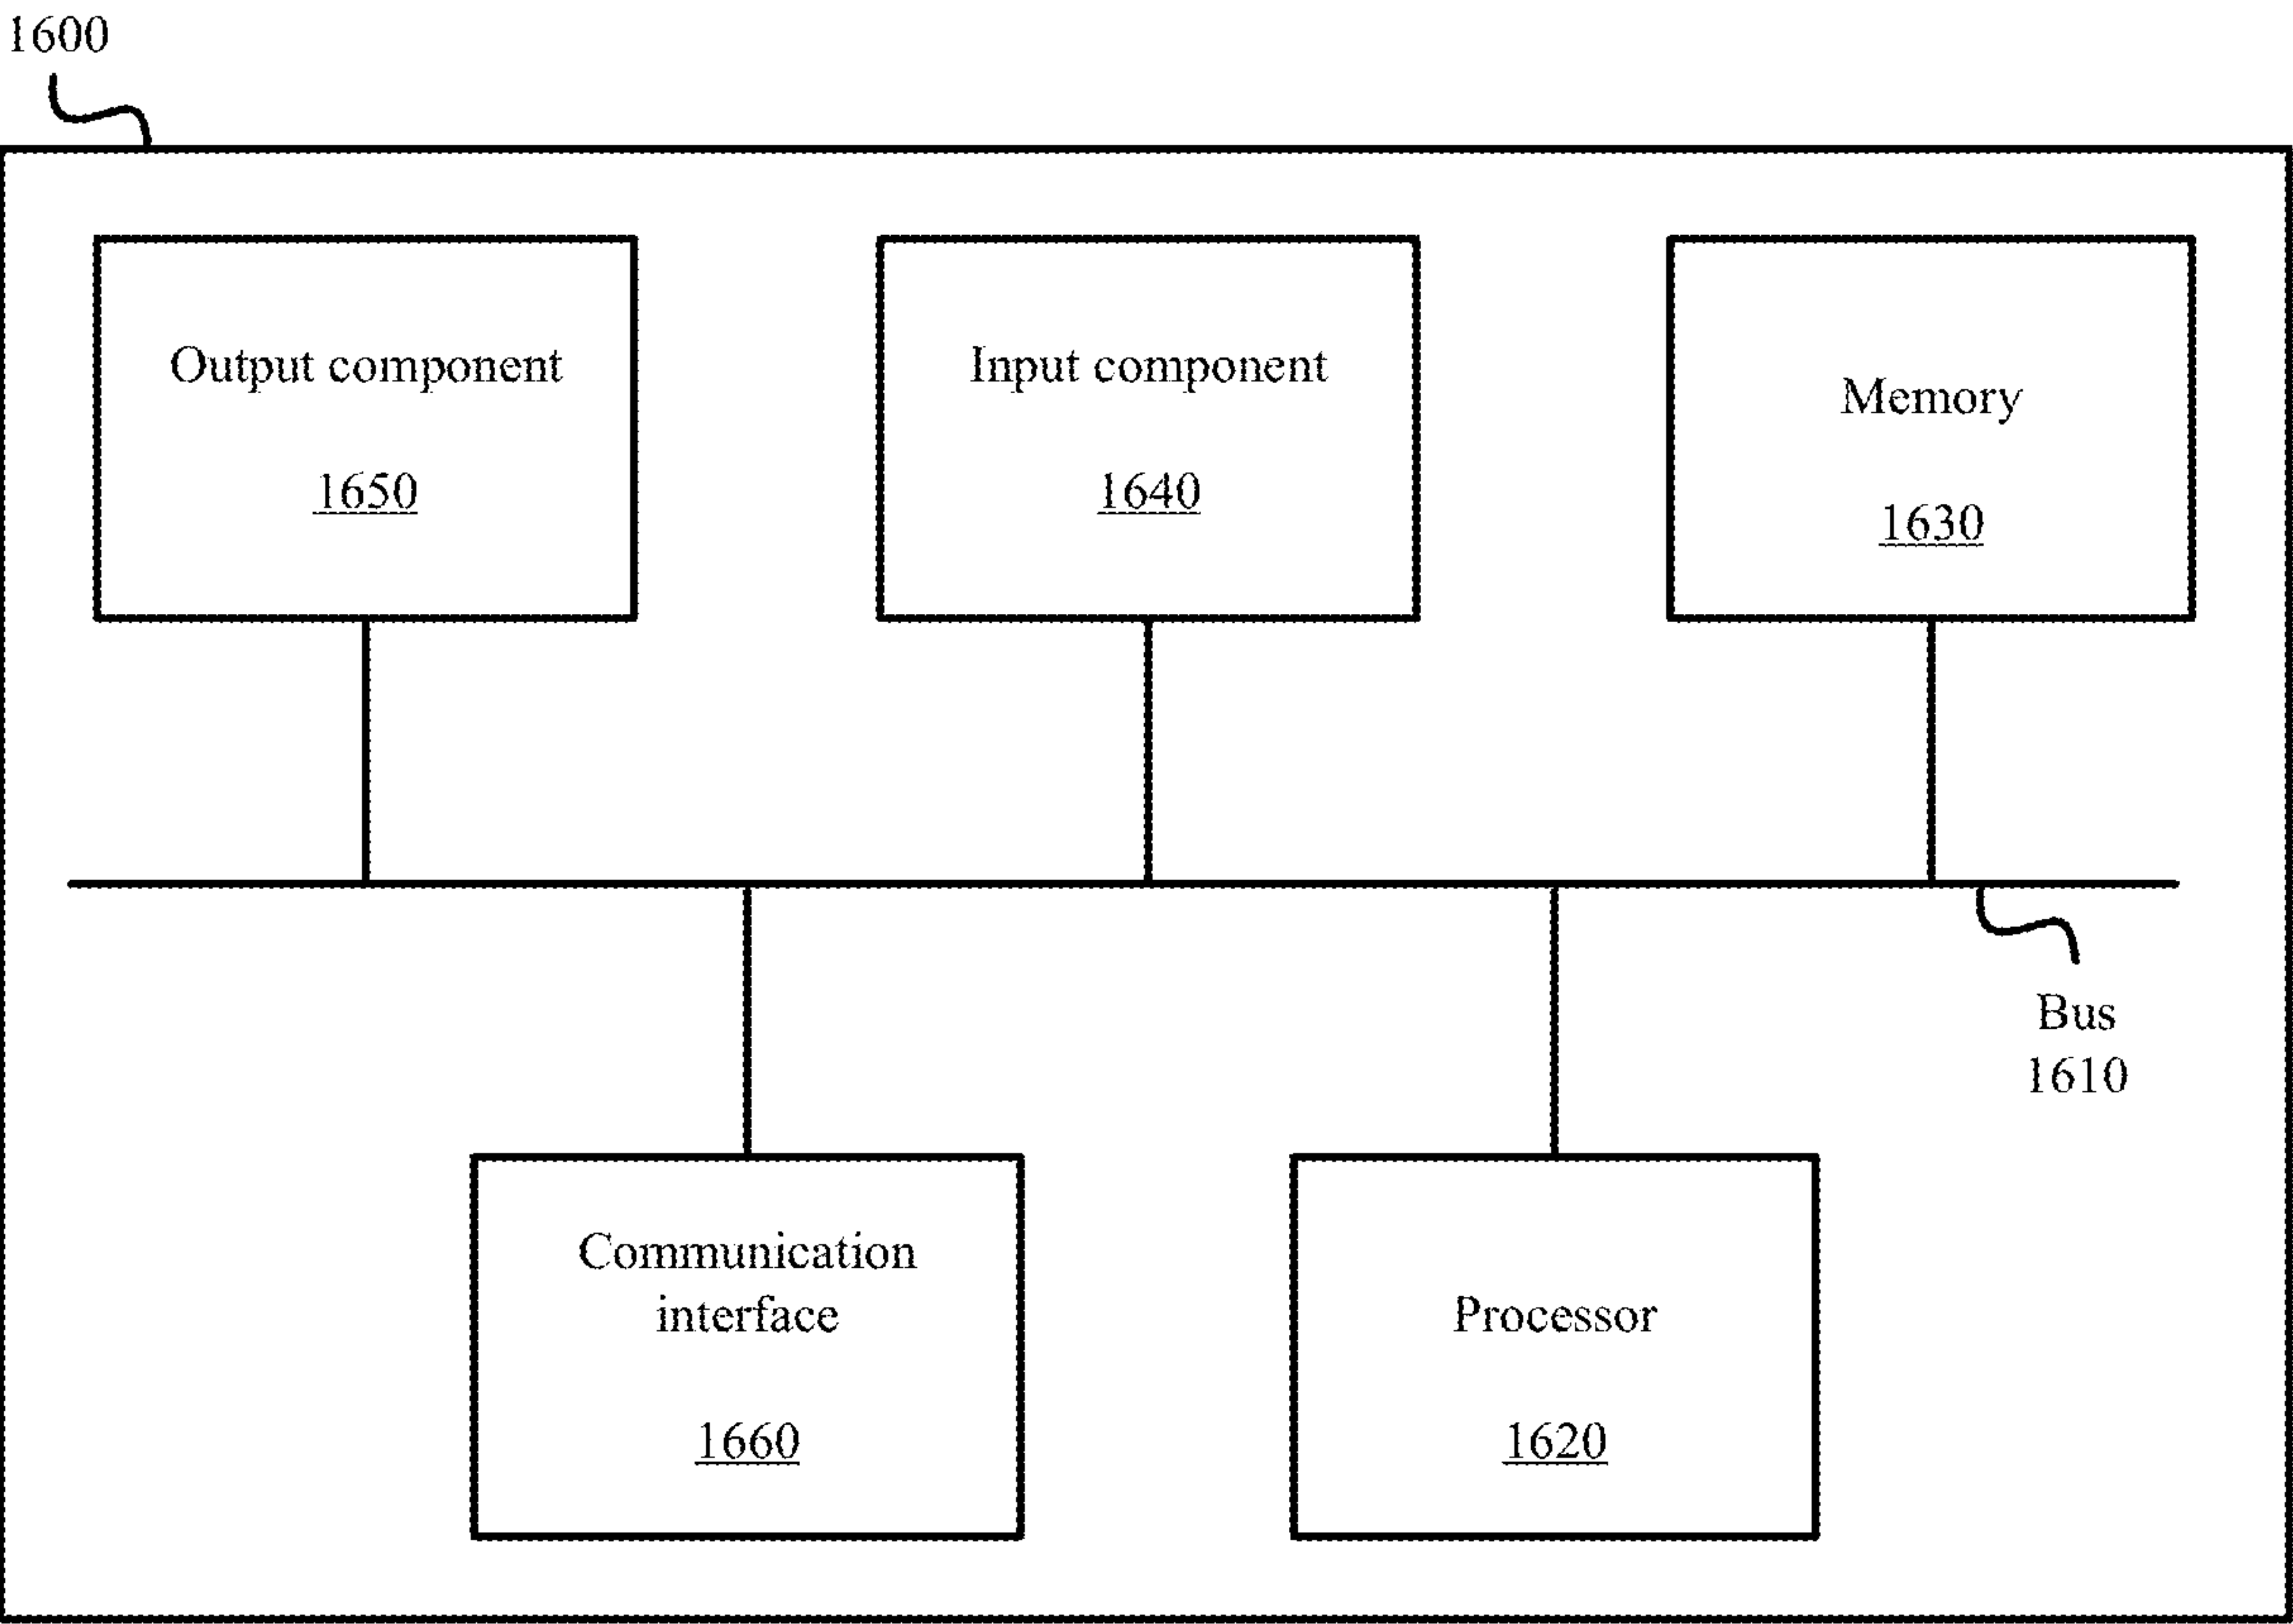 1600
Output component
1650
Input component
1640
Memory
1630
Bus
1610
Communication
interface
1660
Processor
1620